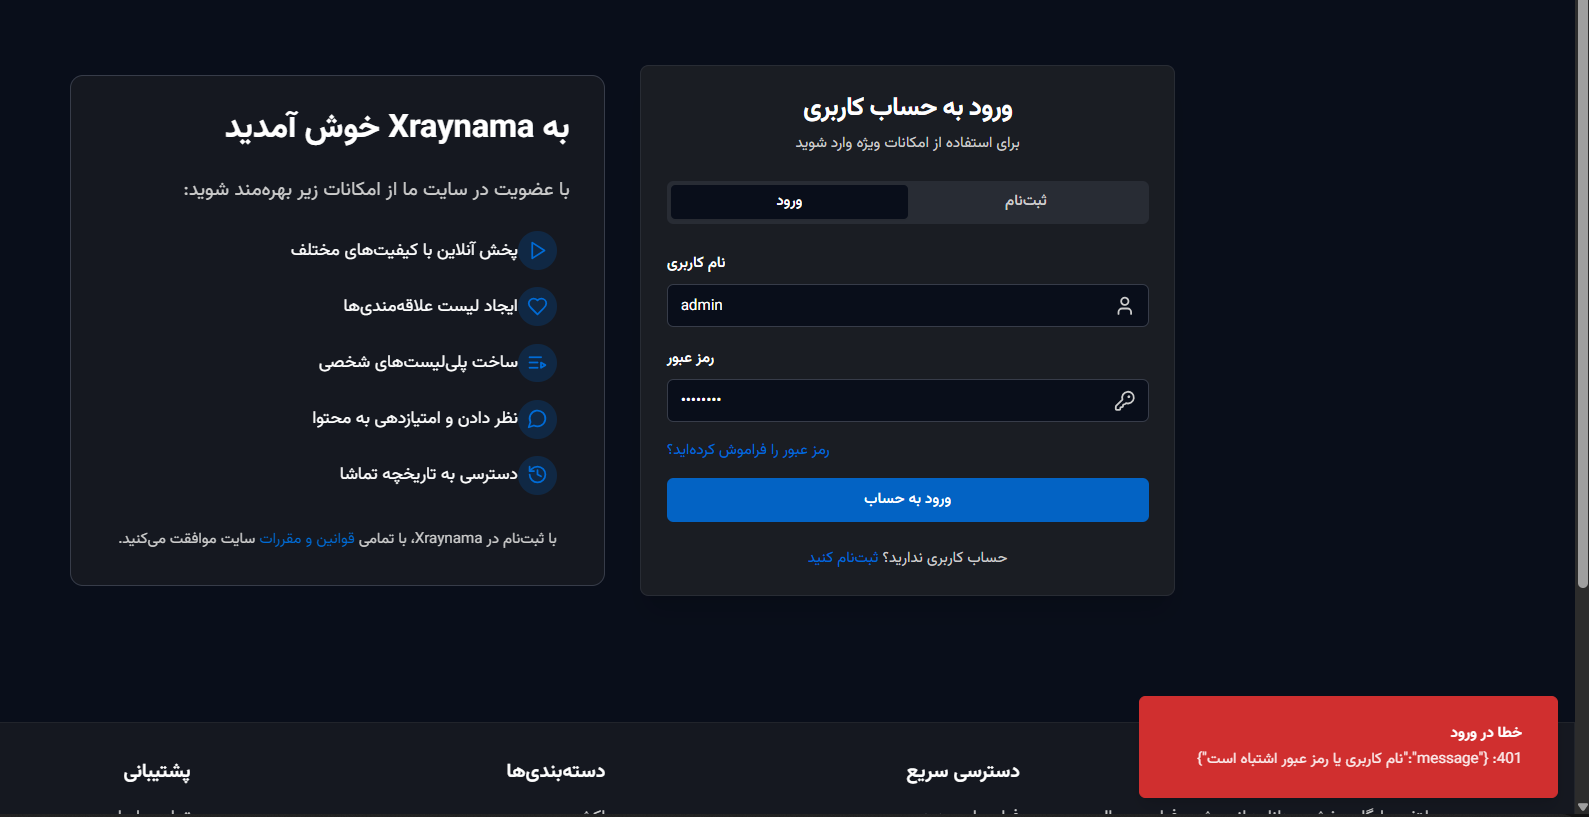 ورود به حساب کاربری
برای استفاده از امکانات ویژه وارد شوید
ثبت‌نام
ورود
نام کاربری
admin
رمز عبور
••••••••
رمز عبور را فراموش کرده‌اید؟
ورود به حساب
حساب کاربری ندارید؟ ثبت‌نام کنید
به Xraynama خوش آمدید
با عضویت در سایت ما از امکانات زیر بهره‌مند شوید:
پخش آنلاین با کیفیت‌های مختلف
ایجاد لیست علاقه‌مندی‌ها
ساخت پلی‌لیست‌های شخصی
نظر دادن و امتیازدهی به محتوا
دسترسی به تاریخچه تماشا
با ثبت‌نام در Xraynama، با تمامی قوانین و مقررات سایت موافقت می‌کنید.
خطا در ورود
401: {"message":"نام کاربری یا رمز عبور اشتباه است"}
دسترسی سریع
دسته‌بندی‌ها
پشتیبانی